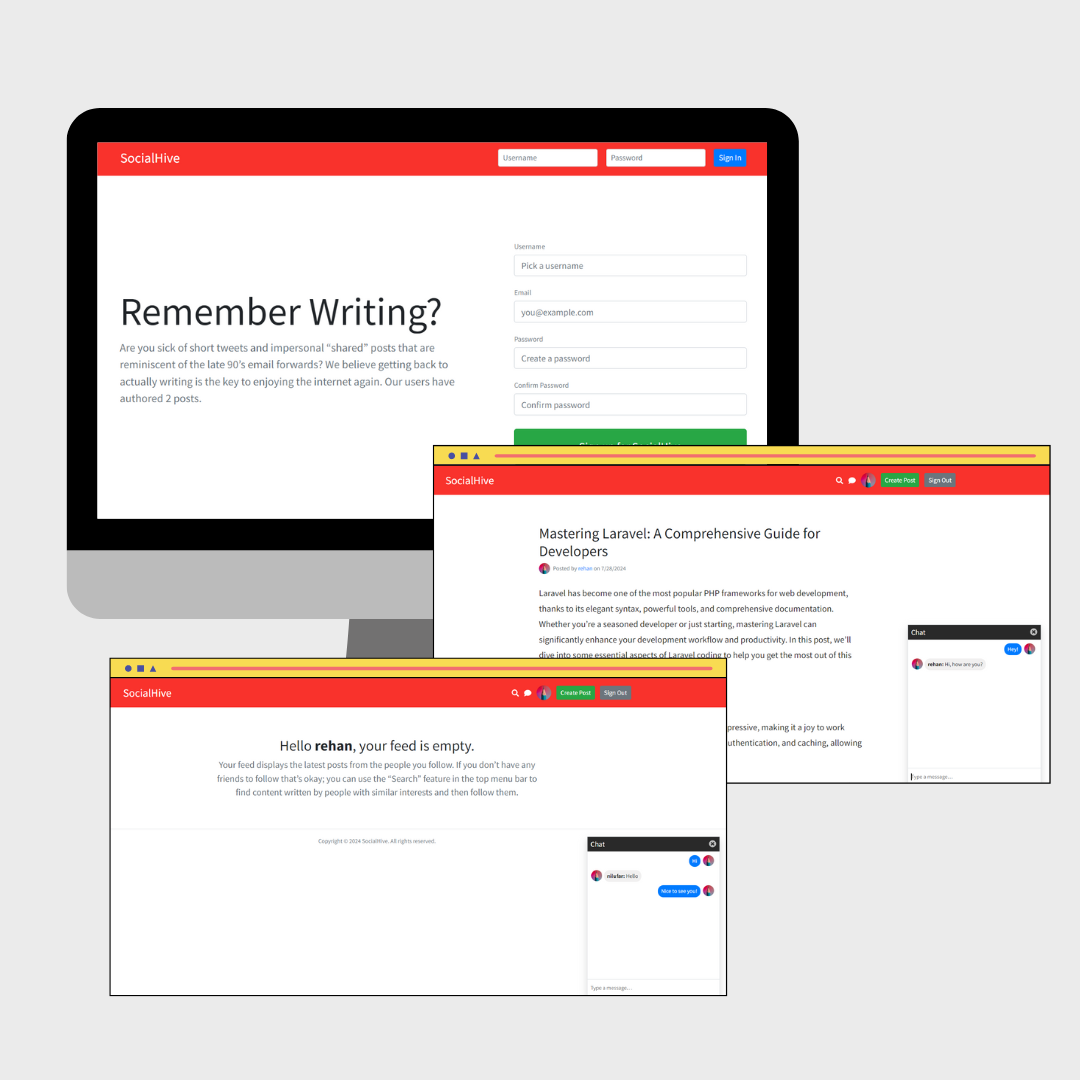 SocialHive
Username
Password
Sign In
Username
Pick a username
Email
you@example.com
Password
Create a password
Confirm Password
Confirm password
Remember Writing?
Are you sick of short tweets and impersonal “shared” posts that are
reminiscent of the late 90’s email forwards? We believe getting back to
actually writing is the key to enjoying the internet again. Our users have
authored 2 posts.
SocialHive
Create Post
Sign Out
Mastering Laravel: A Comprehensive Guide for
Developers
Posted by rehan on 7/28/2024
Laravel has become one of the most popular PHP frameworks for web development,
thanks to its elegant syntax, powerful tools, and comprehensive documentation.
Whether you’re a seasoned developer or just starting, mastering Laravel can
significantly enhance your development workflow and productivity. In this post, we’ll
dive into some essential aspects of Laravel coding to help you get the most out of this
making it a joy to work
and caching, allowing
Chat
Hey!
rehan: Hi, how are you?
Type a message…
SocialHive
Create Post
Sign Out
Hello rehan, your feed is empty.
Your feed displays the latest posts from the people you follow. If you don’t have any
friends to follow that’s okay; you can use the “Search” feature in the top menu bar to
find content written by people with similar interests and then follow them.
Copyright © 2024 SocialHive. All rights reserved.
Chat
Hi
nilufar: Hello
Nice to see you!
Type a message…